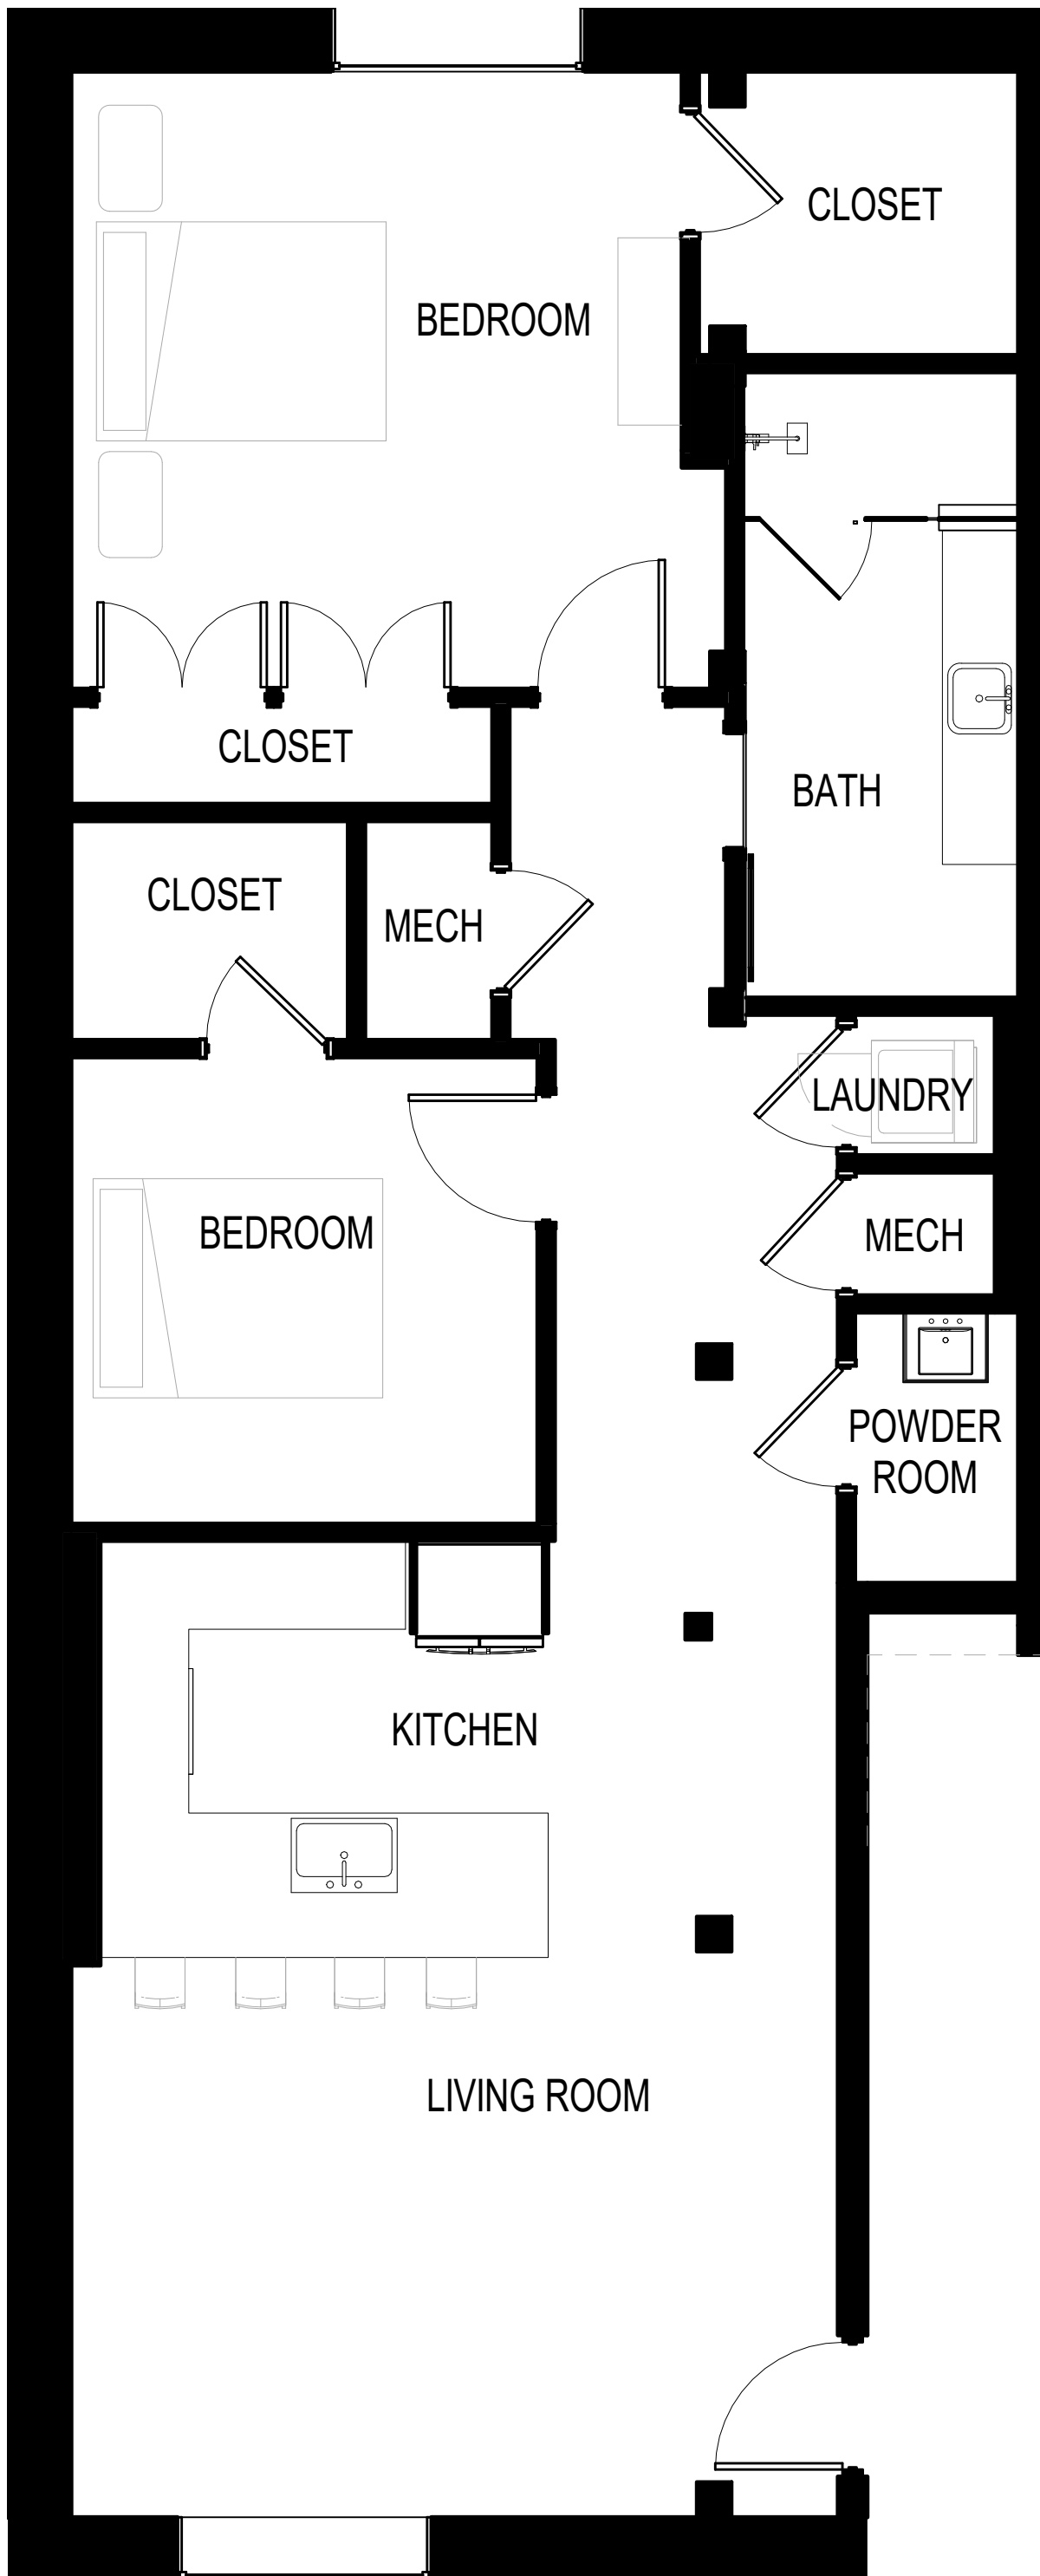 CLOSET
BEDROOM
CLOSET
BATH
CLOSET
MECH
LAUNDRY
BEDROOM
MECH
POWDER
ROOM
KITCHEN
LIVING ROOM